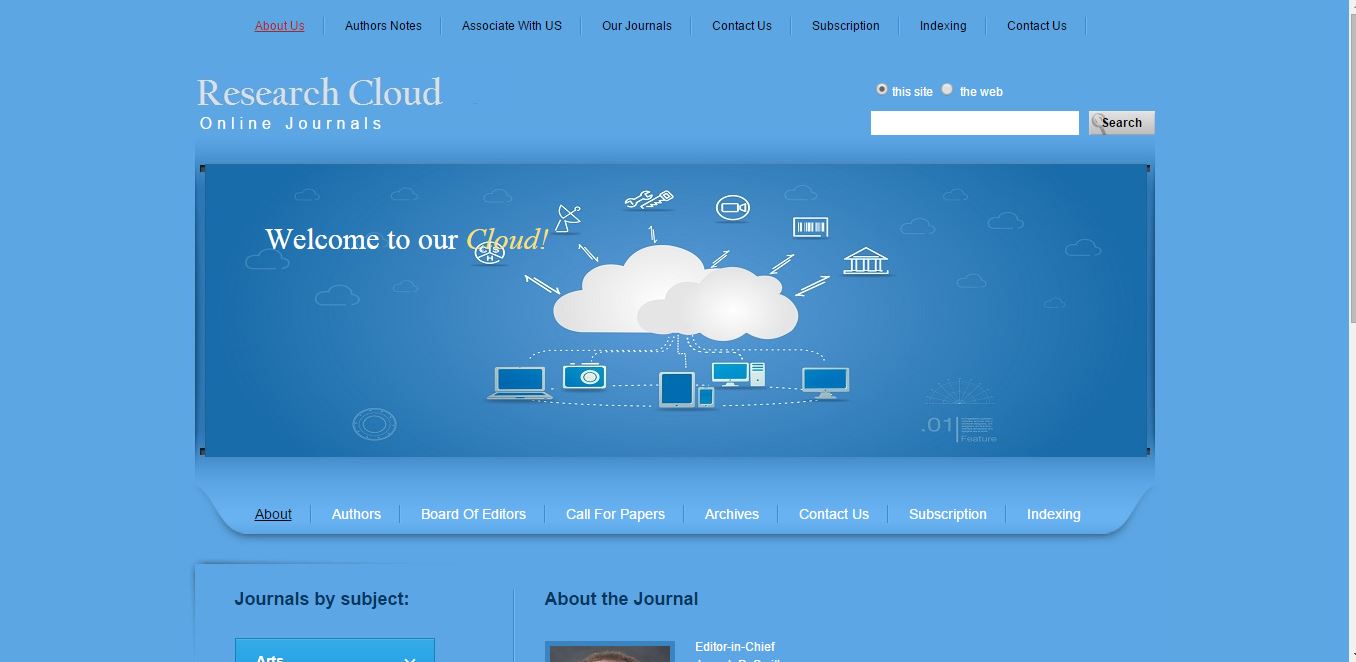 About Us Authors Notes Associate With US Our Journals Contact Us Subscription Indexing Contact Us
Research Cloud
Online Journals
this site the web
Search
Welcome to our Cloud!
.01
Feature
About Authors Board Of Editors Call For Papers Archives Contact Us Subscription Indexing
Journals by subject:
About the Journal
Arts
Editor-in-Chief